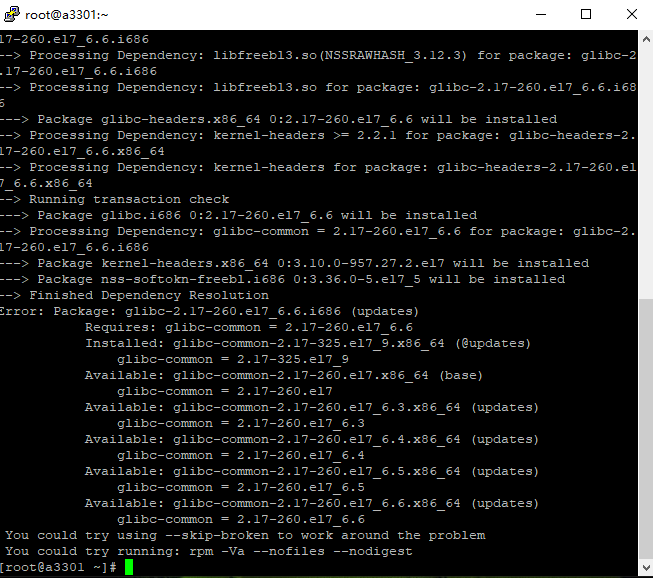 root@a3301:~
17-260.el7_6.6.i686
--> Processing Dependency: libfreebl3.so(NSSRAWHASH_3.12.3) for package: glibc-2
.17-260.el7_6.6.i686
--> Processing Dependency: libfreebl3.so for package: glibc-2.17-260.el7_6.6.i68
6
---> Package glibc-headers.x86_64 0:2.17-260.el7_6.6 will be installed
--> Processing Dependency: kernel-headers >= 2.2.1 for package: glibc-headers-2.
17-260.el7_6.6.x86_64
--> Processing Dependency: kernel-headers for package: glibc-headers-2.17-260.el
7_6.6.x86_64
--> Running transaction check
---> Package glibc.i686 0:2.17-260.el7_6.6 will be installed
--> Processing Dependency: glibc-common = 2.17-260.el7_6.6 for package: glibc-2.
17-260.el7_6.6.i686
---> Package kernel-headers.x86_64 0:3.10.0-957.27.2.el7 will be installed
---> Package nss-softokn-freebl.i686 0:3.36.0-5.el7_5 will be installed
--> Finished Dependency Resolution
Error: Package: glibc-2.17-260.el7_6.6.i686 (updates)
Requires: glibc-common = 2.17-260.el7_6.6
Installed: glibc-common-2.17-325.el7_9.x86_64 (@updates)
glibc-common = 2.17-325.el7_9
Available: glibc-common-2.17-260.el7.x86_64 (base)
glibc-common = 2.17-260.el7
Available: glibc-common-2.17-260.el7_6.3.x86_64 (updates)
glibc-common = 2.17-260.el7_6.3
Available: glibc-common-2.17-260.el7_6.4.x86_64 (updates)
glibc-common = 2.17-260.el7_6.4
Available: glibc-common-2.17-260.el7_6.5.x86_64 (updates)
glibc-common = 2.17-260.el7_6.5
Available: glibc-common-2.17-260.el7_6.6.x86_64 (updates)
glibc-common = 2.17-260.el7_6.6
You could try using --skip-broken to work around the problem
You could try running: rpm -Va --nofiles --nodigest
[root@a3301 ~]#